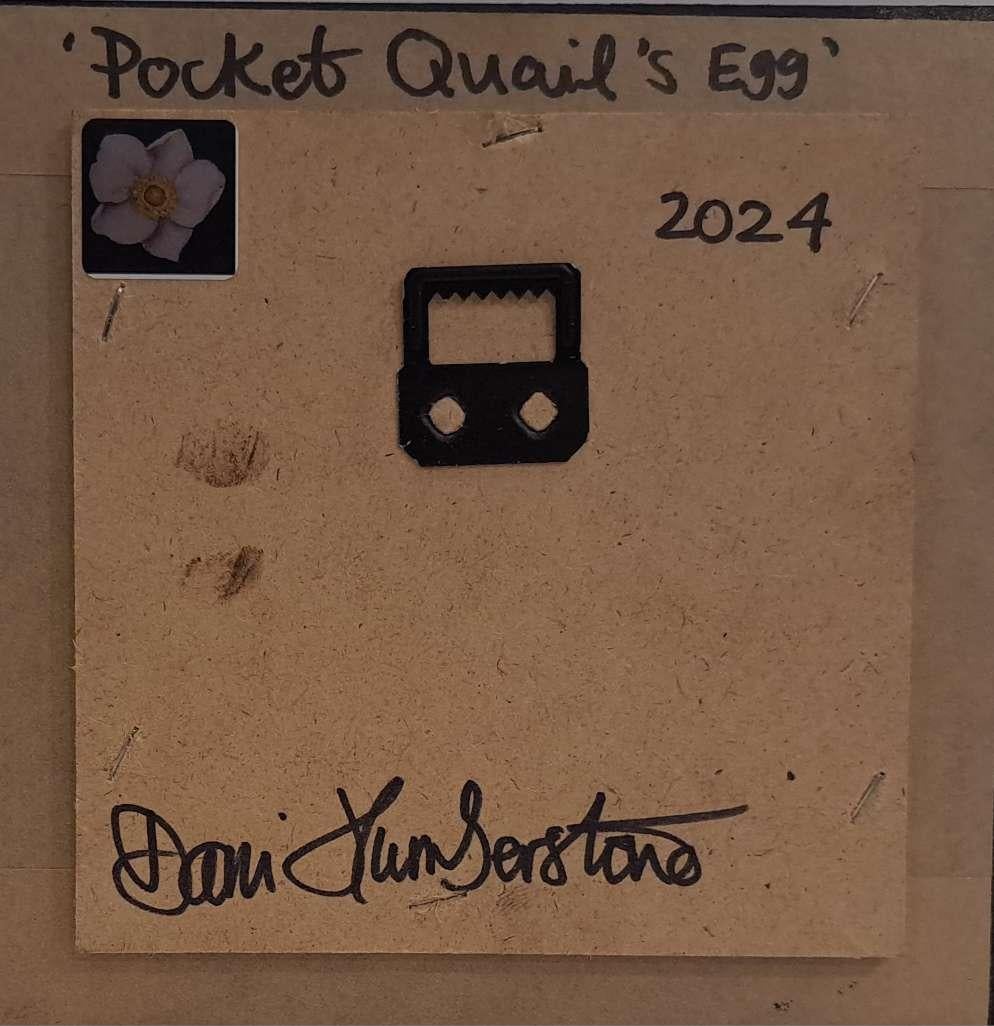 'Pocket Quail's Egg'
2024
Dani Humberstone